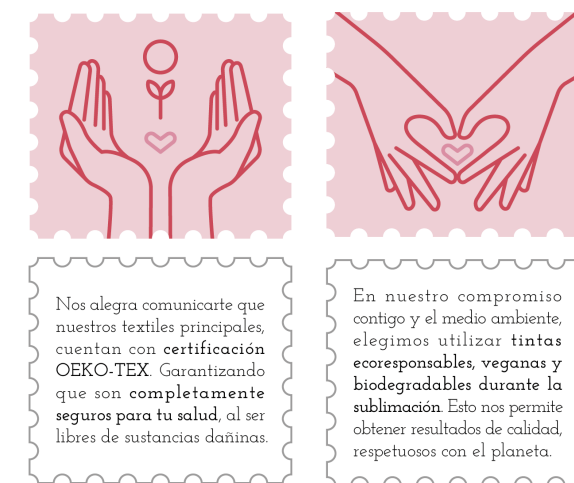 Nos alegra comunicarte que
nuestros textiles principales,
cuentan con certificación
OEKO-TEX. Garantizando
que son completamente
seguros para tu salud, al ser
libres de sustancias dañinas.
En nuestro compromiso
contigo y el medio ambiente,
elegimos utilizar tintas
ecoresponsables, veganas y
biodegradables durante la
sublimación. Esto nos permite
obtener resultados de calidad,
respetuosos con el planeta.